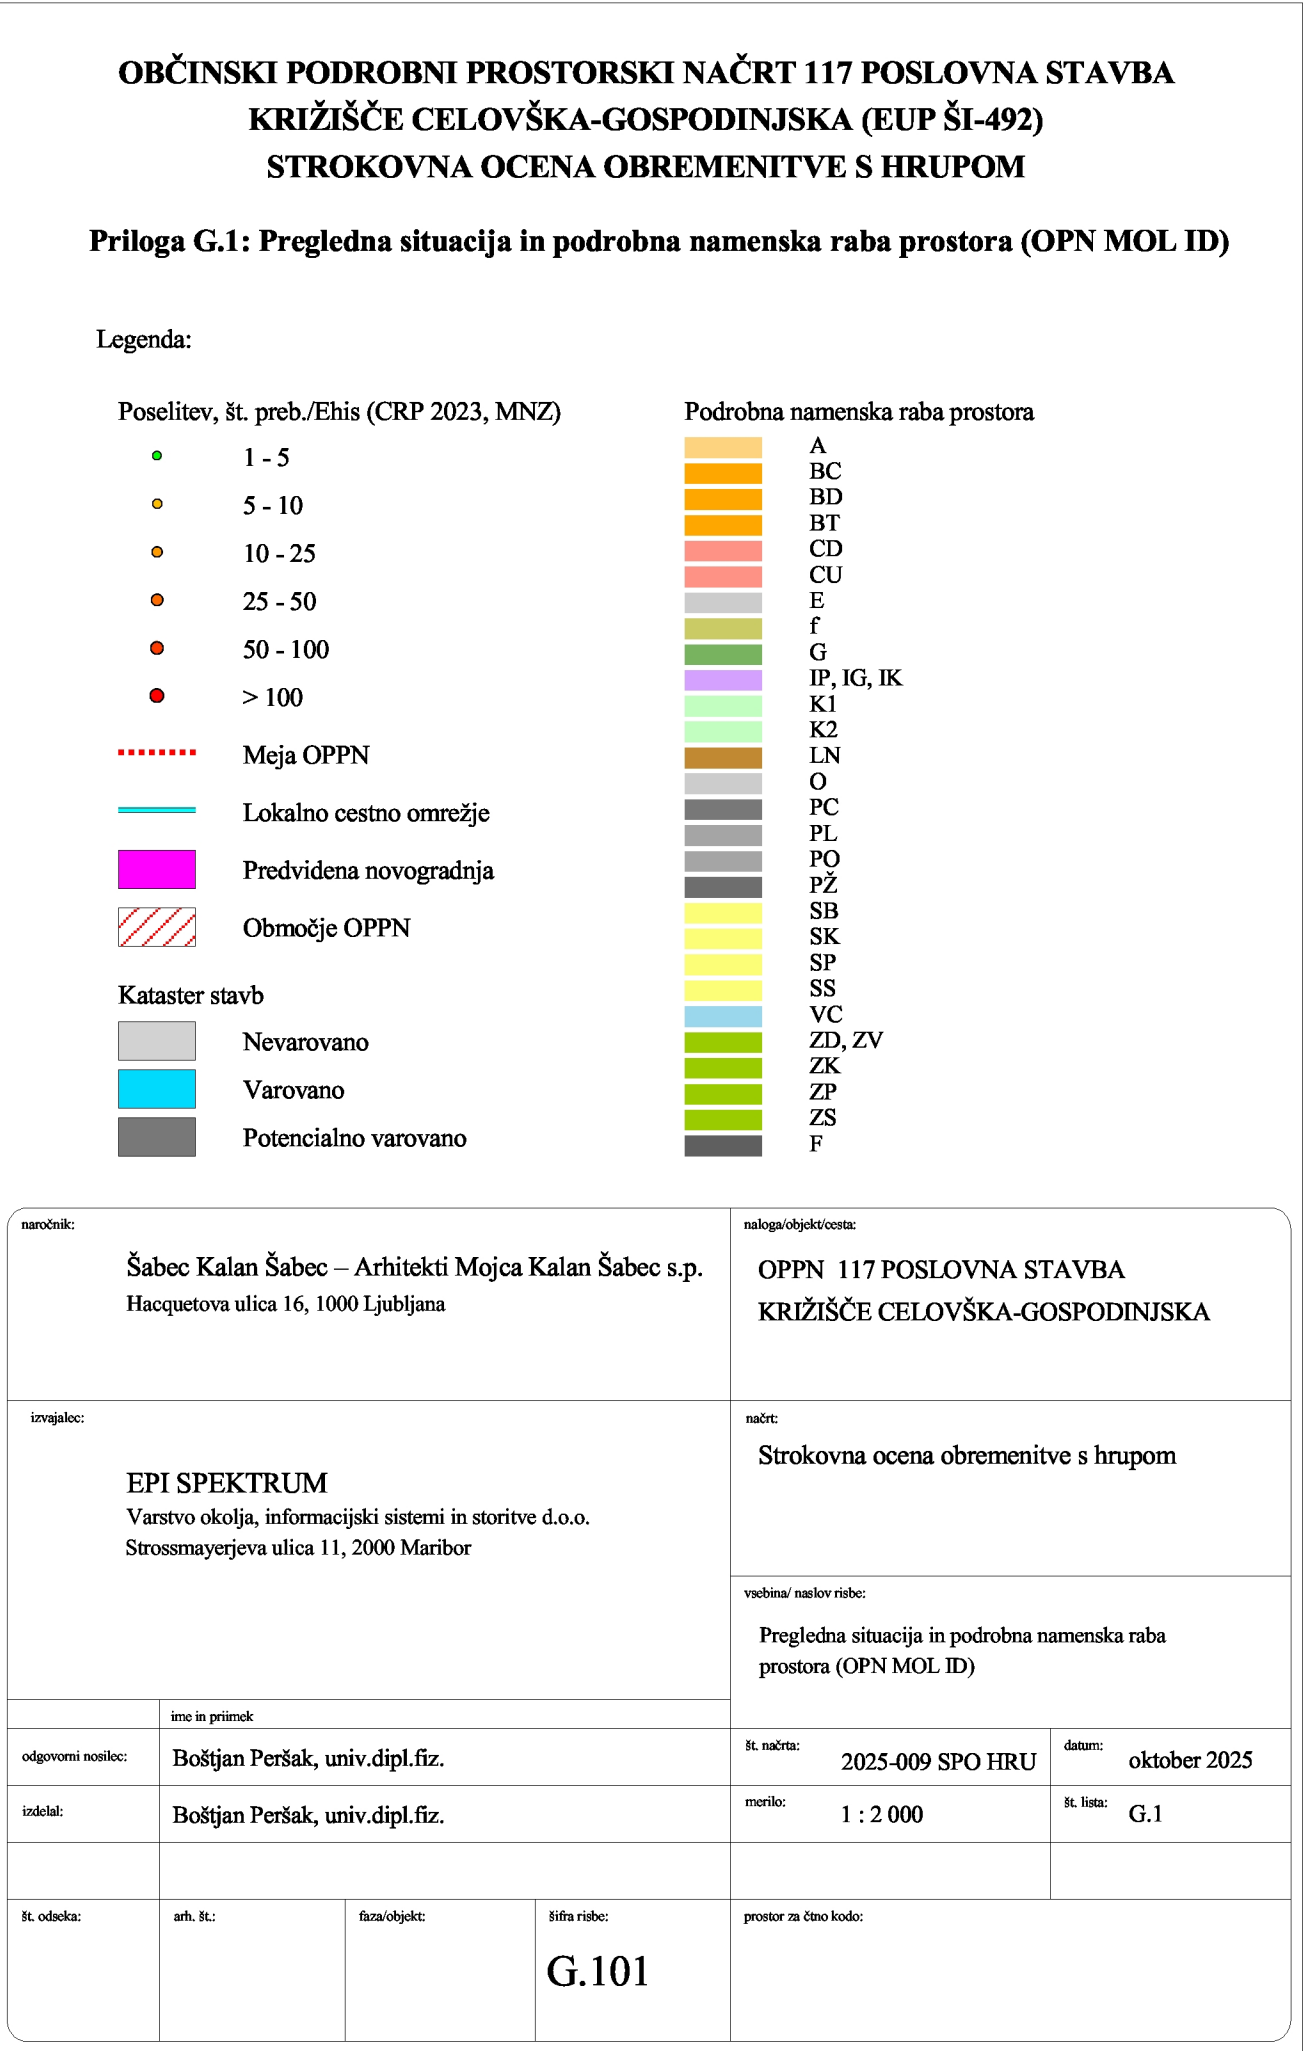 OBČINSKI PODROBNI PROSTORSKI NAČRT 117 POSLOVNA STAVBA
KRIŽIŠČE CELOVŠKA-GOSPODINJSKA (EUP ŠI-492)
STROKOVNA OCENA OBREMENITVE S HRUPOM
Priloga G.1: Pregledna situacija in podrobna namenska raba prostora (OPN MOL ID)
Legenda:
Poselitev, št. preb./Ehis (CRP 2023, MNZ)
1 - 5
5 - 10
10 - 25
25 - 50
50 - 100
> 100
Meja OPPN
Lokalno cestno omrežje
Predvidena novogradnja
Območje OPPN
Kataster stavb
Nevarovano
Varovano
Potencialno varovano
Podrobna namenska raba prostora
A
BC
BD
BT
CD
CU
E
f
G
IP, IG, IK
K1
K2
LN
O
PC
PL
PO
PŽ
SB
SK
SP
SS
VC
ZD, ZV
ZK
ZP
ZS
F
naročnik:
Šabec Kalan Šabec – Arhitekti Mojca Kalan Šabec s.p.
Hacquetova ulica 16, 1000 Ljubljana
naloga/objekt/cesta:
OPPN 117 POSLOVNA STAVBA
KRIŽIŠČE CELOVŠKA-GOSPODINJSKA
izvajalec:
EPI SPEKTRUM
Varstvo okolja, informacijski sistemi in storitve d.o.o.
Strossmayerjeva ulica 11, 2000 Maribor
načrt:
Strokovna ocena obremenitve s hrupom
vsebina/ naslov risbe:
Pregledna situacija in podrobna namenska raba
prostora (OPN MOL ID)
ime in priimek
odgovorni nosilec:
Boštjan Peršak, univ.dipl.fiz.
št. načrta:
2025-009 SPO HRU
datum:
oktober 2025
izdelal:
Boštjan Peršak, univ.dipl.fiz.
merilo:
1 : 2 000
št. lista:
G.1
št. odseka:
arh. št.:
faza/objekt:
šifra risbe:
G.101
prostor za čtno kodo: